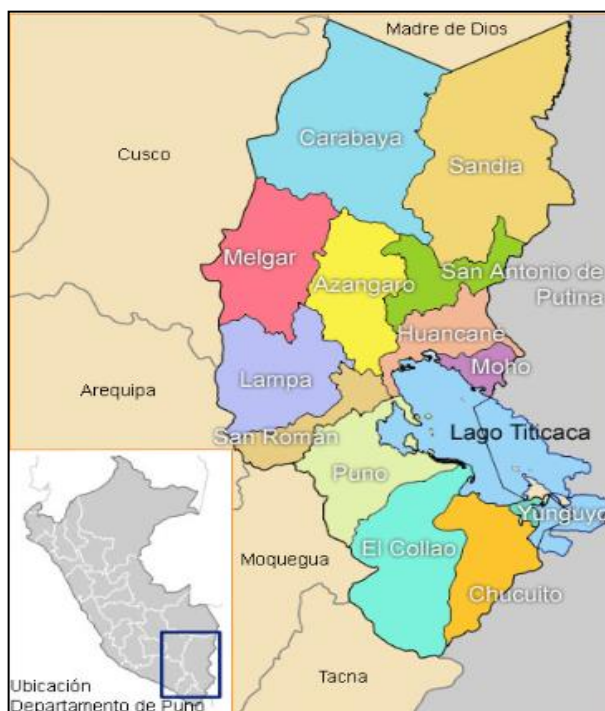 Madre de Dios
Carabaya
Cusco
Sandia
Melgar
Azangaro
San Antonio de
Putina
Huancané
Moho
Lampa
Arequipa
Lago Titicaca
San Román
Puno
Yunguyo
El Collao
Moquegua
Chucuito
Tacna
Ubicación
Departamento de Puno